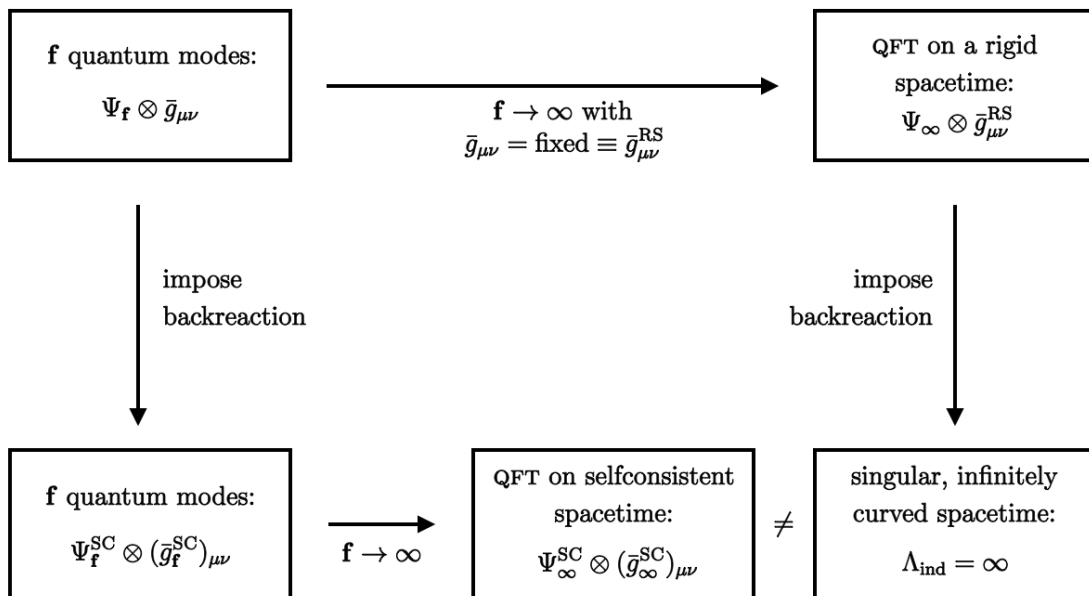 f quantum modes:
Ψ_f ⊗ ḡ_μν
f → ∞ with
ḡ_μν = fixed ≡ ḡ^RS_μν
QFT on a rigid
spacetime:
Ψ_∞ ⊗ ḡ^RS_μν
impose
backreaction
impose
backreaction
f quantum modes:
Ψ^SC_f ⊗ (ḡ^SC_f)_μν
f → ∞
QFT on selfconsistent
spacetime:
Ψ^SC_∞ ⊗ (ḡ^SC_∞)_μν
≠
singular, infinitely
curved spacetime:
Λ_ind = ∞